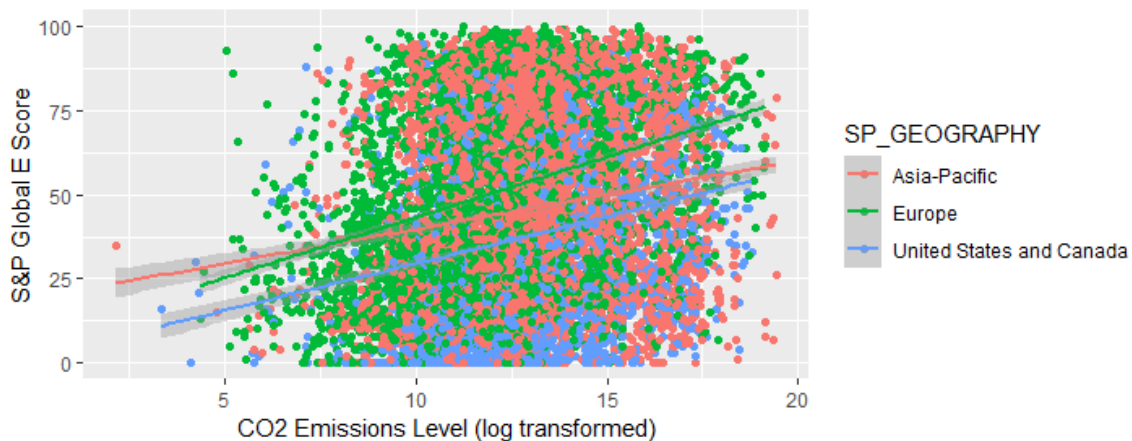 100
75
50
25
0
S&P Global E Score
5
10
15
20
CO2 Emissions Level (log transformed)
SP_GEOGRAPHY
Asia-Pacific
Europe
United States and Canada